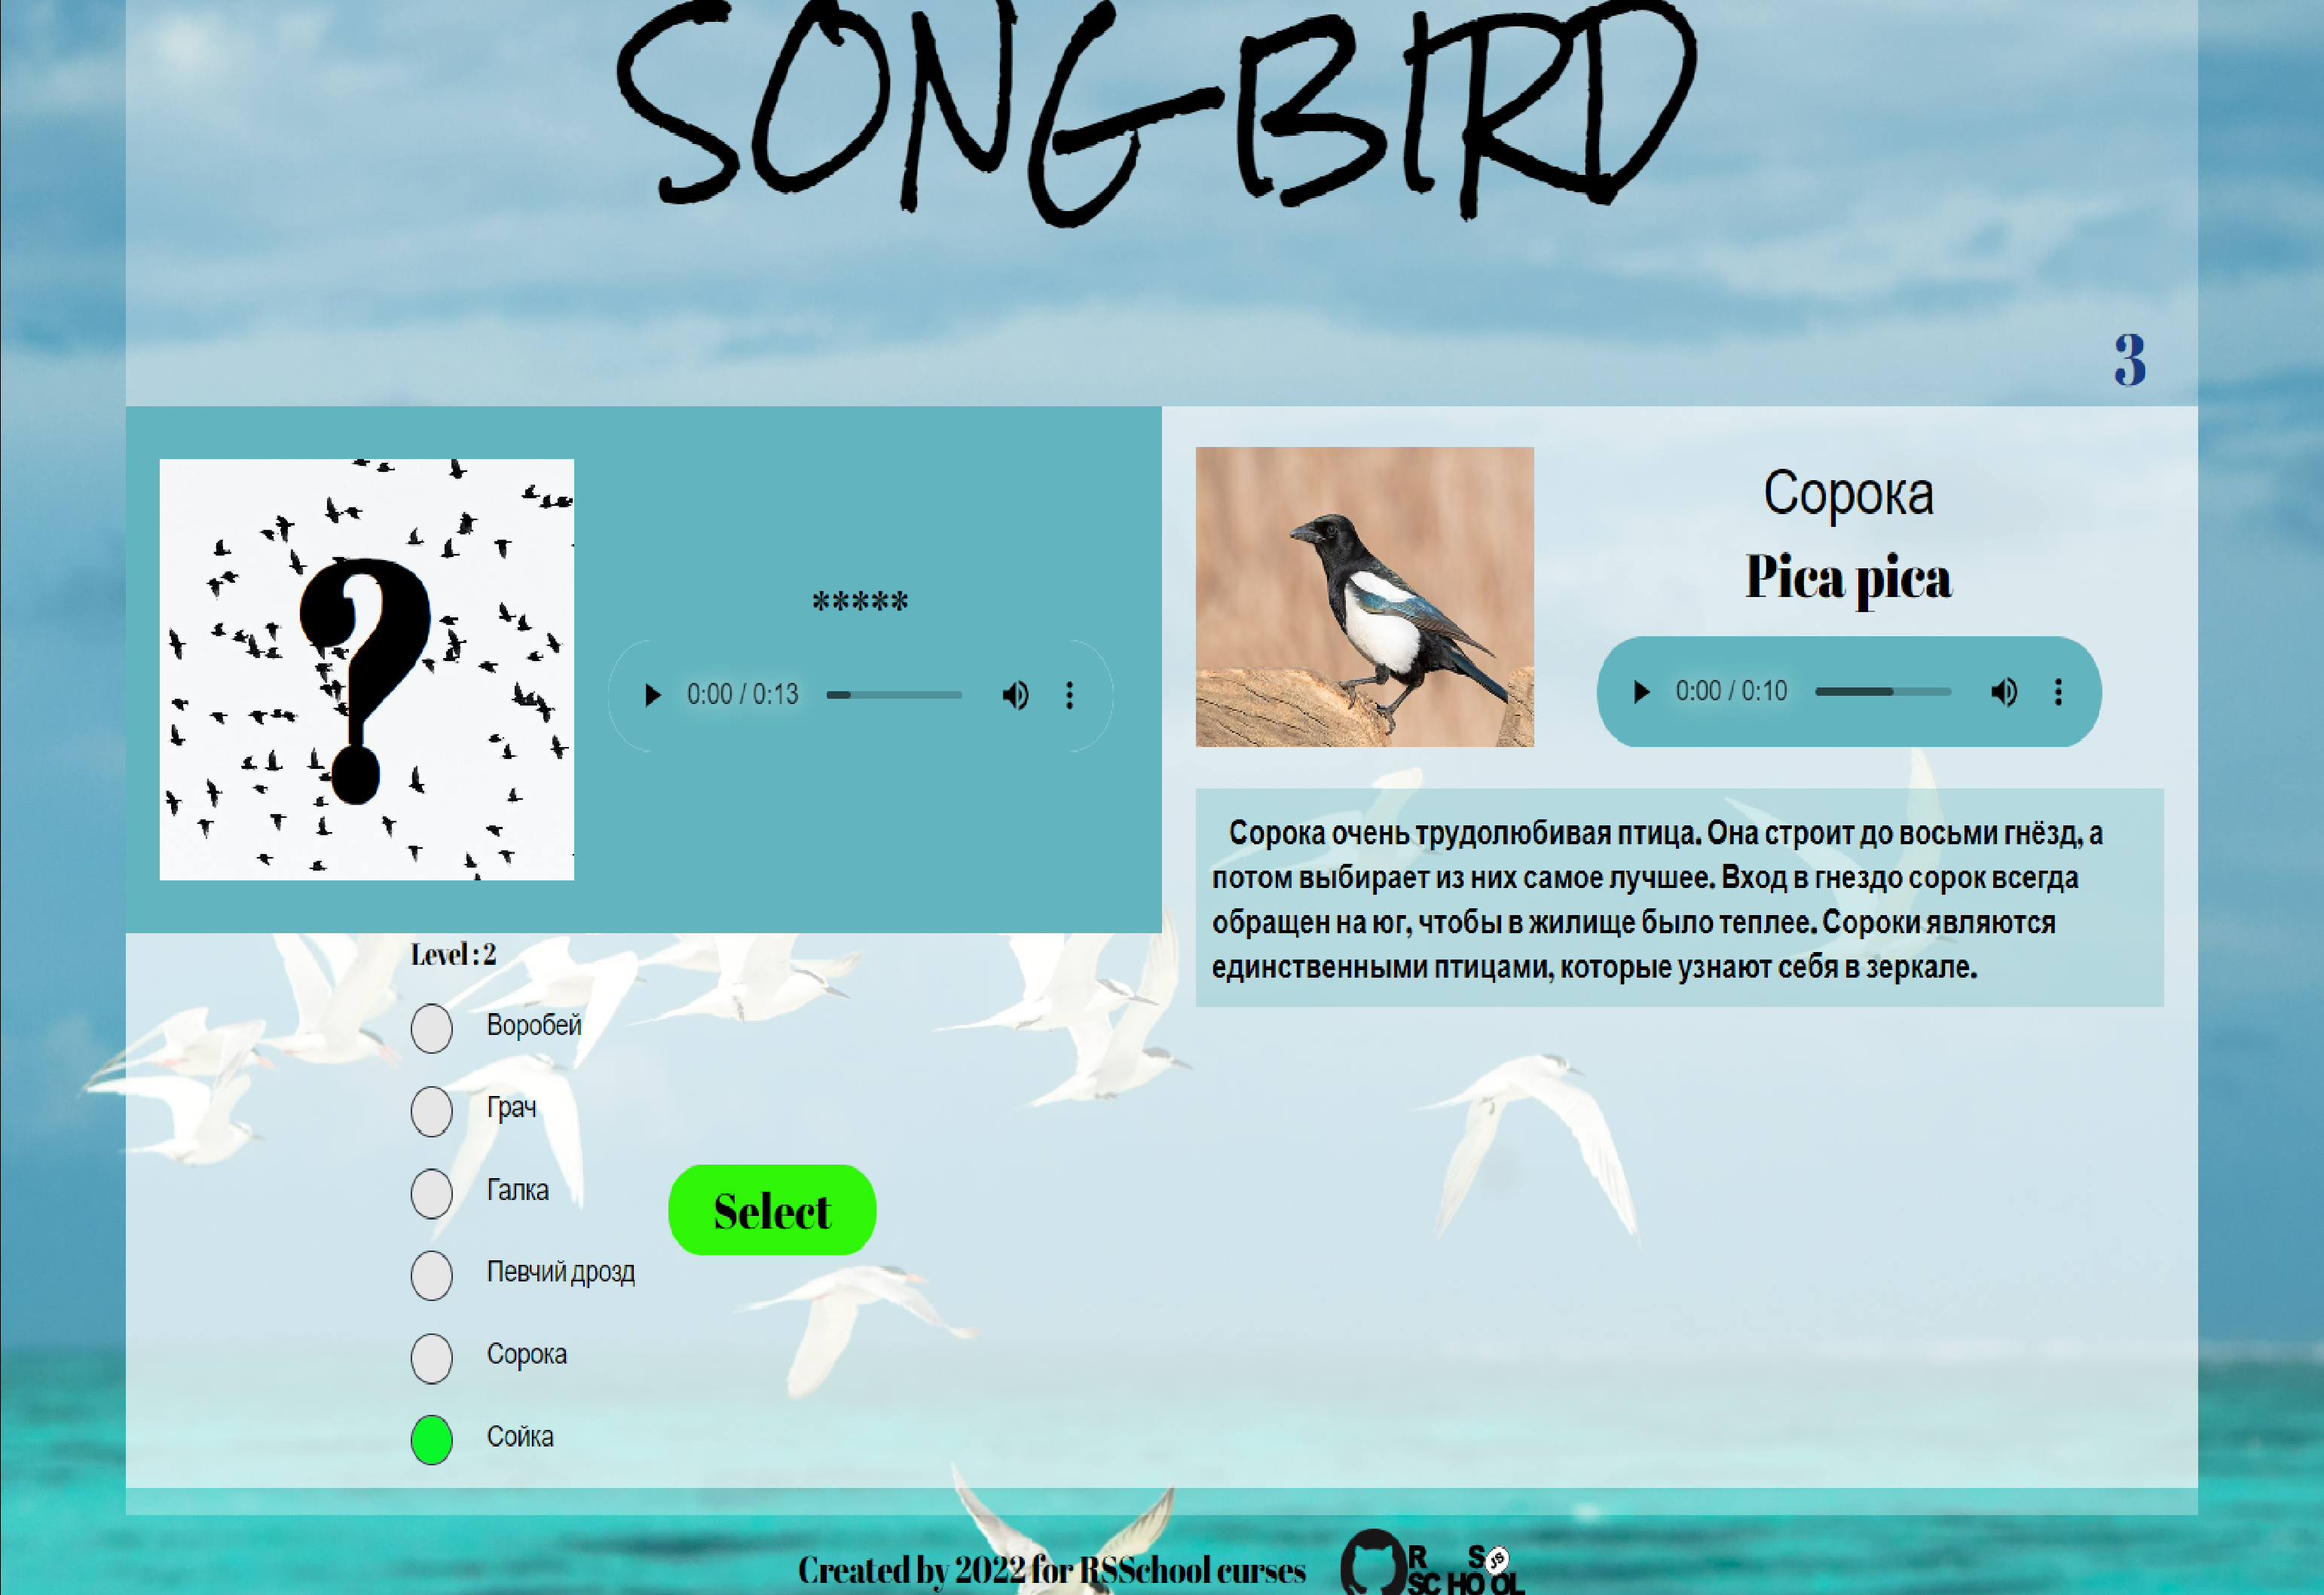 SONGBIRD
3
?
*****
0:00 / 0:13
Сорока
Pica pica
0:00 / 0:10
Сорока очень трудолюбивая птица. Она строит до восьми гнёзд, а
потом выбирает из них самое лучшее. Вход в гнездо сорок всегда
обращен на юг, чтобы в жилище было теплее. Сороки являются
единственными птицами, которые узнают себя в зеркале.
Level : 2
Воробей
Грач
Галка
Певчий дрозд
Сорока
Сойка
Select
Created by 2022 for RSSchool curses
R S JS
SCHOOL